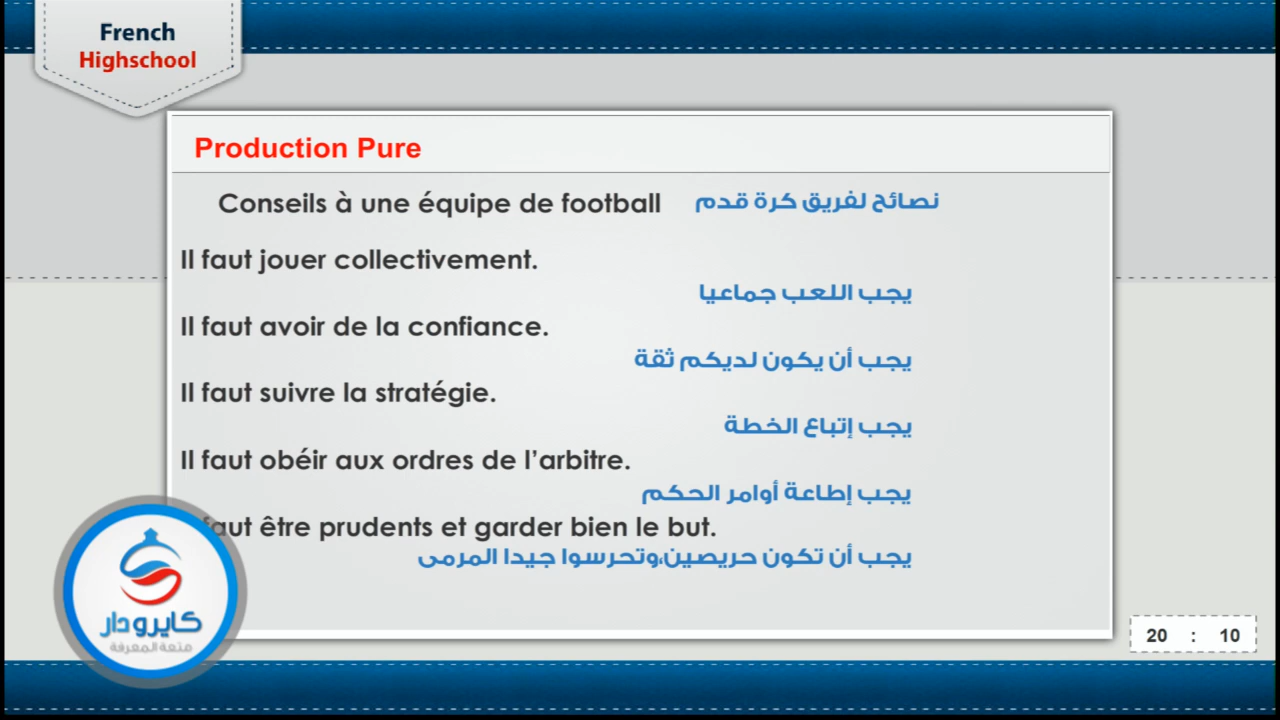 French
Highschool
Production Pure
Conseils à une équipe de football نصائح لفريق كرة قدم
Il faut jouer collectivement.
يجب اللعب جماعيا
Il faut avoir de la confiance.
يجب أن يكون لديكم ثقة
Il faut suivre la stratégie.
يجب إتباع الخطة
Il faut obéir aux ordres de l'arbitre.
يجب إطاعة أوامر الحكم
faut être prudents et garder bien le but.
يجب أن تكون حريصين،وتحرسوا جيدا المرمى
كايرودار
متعة المعرفة
20 : 10